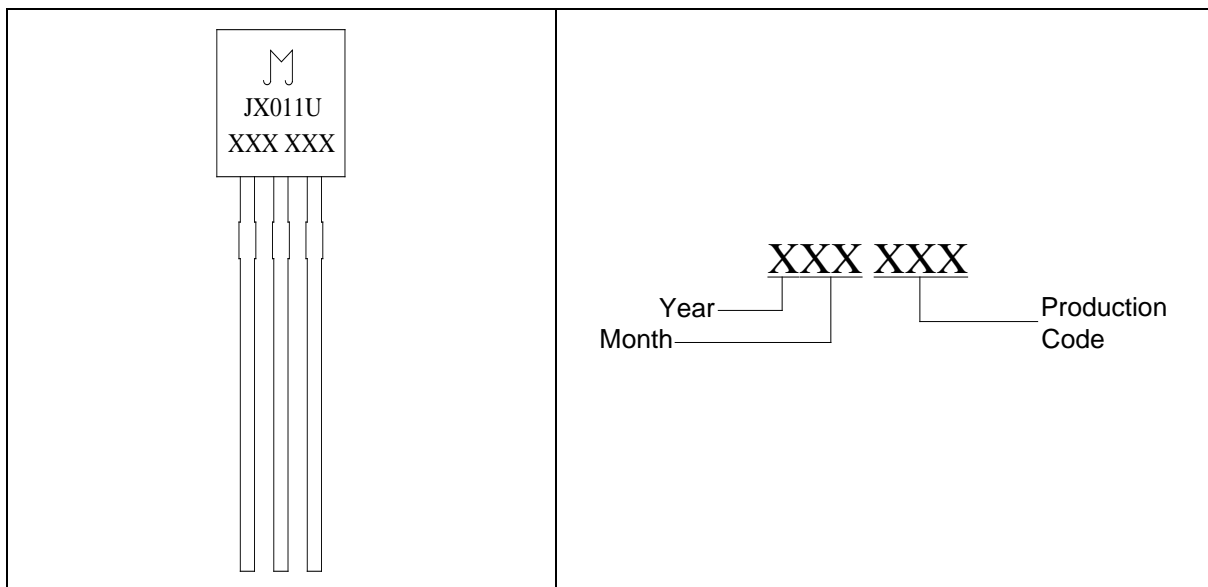 JX011U
XXX XXX
XXX XXX
Year
Month
Production
Code